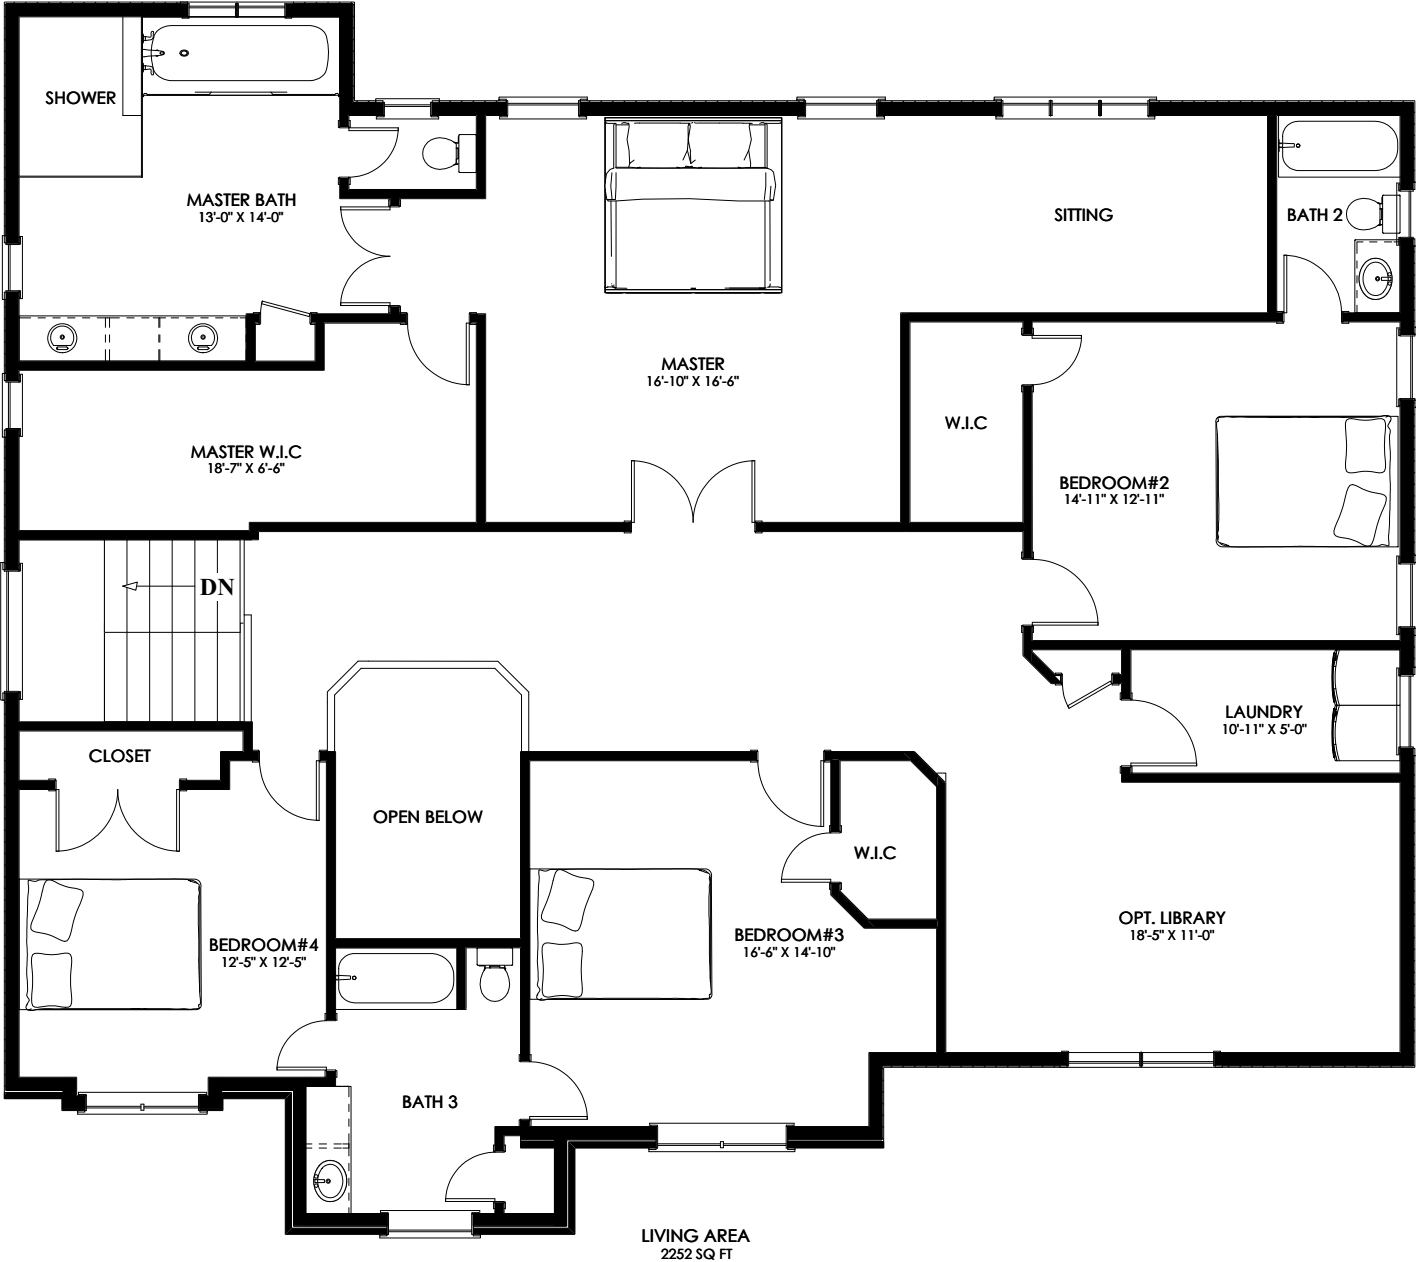 SHOWER
MASTER BATH
13'-0" X 14'-0"
SITTING
BATH 2
MASTER
16'-10" X 16'-6"
W.I.C
MASTER W.I.C
18'-7" X 6'-6"
BEDROOM#2
14'-11" X 12'-11"
DN
LAUNDRY
10'-11" X 5'-0"
CLOSET
OPEN BELOW
W.I.C
OPT. LIBRARY
18'-5" X 11'-0"
BEDROOM#4
12'-5" X 12'-5"
BEDROOM#3
16'-6" X 14'-10"
BATH 3
LIVING AREA
2252 SQ FT